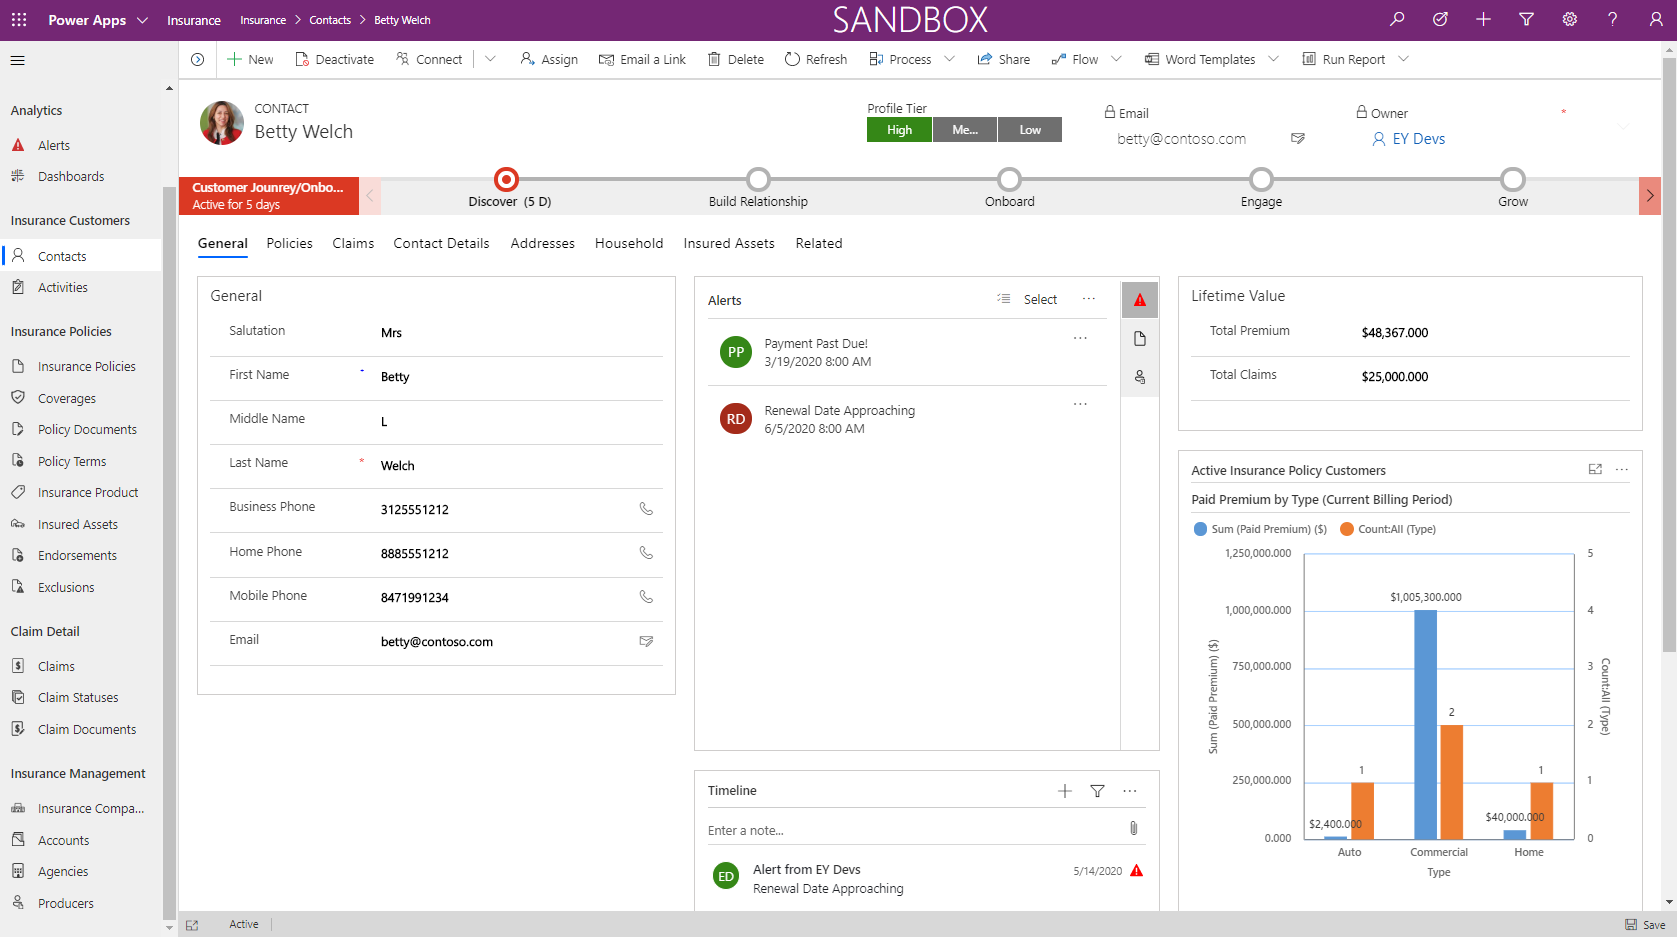 Power Apps
Insurance
Insurance > Contacts > Betty Welch
SANDBOX
New
Deactivate
Connect
Assign
Email a Link
Delete
Refresh
Process
Share
Flow
Word Templates
Run Report
Analytics
Alerts
Dashboards
Insurance Customers
Contacts
Activities
Insurance Policies
Insurance Policies
Coverages
Policy Documents
Policy Terms
Insurance Product
Insured Assets
Endorsements
Exclusions
Claim Detail
Claims
Claim Statuses
Claim Documents
Insurance Management
Insurance Compa...
Accounts
Agencies
Producers
CONTACT
Betty Welch
Profile Tier
High
Me...
Low
Email
betty@contoso.com
Owner *
EY Devs
Customer Jounrey/Onbo...
Active for 5 days
Discover (5 D)
Build Relationship
Onboard
Engage
Grow
General
Policies
Claims
Contact Details
Addresses
Household
Insured Assets
Related
General
Salutation Mrs
First Name Betty
Middle Name L
Last Name * Welch
Business Phone 3125551212
Home Phone 8885551212
Mobile Phone 8471991234
Email betty@contoso.com
Alerts
Select
...
PP
Payment Past Due!
3/19/2020 8:00 AM
...
RD
Renewal Date Approaching
6/5/2020 8:00 AM
...
Timeline
...
Enter a note...
ED
Alert from EY Devs
5/14/2020
Renewal Date Approaching
Lifetime Value
Total Premium $48,367.000
Total Claims $25,000.000
Active Insurance Policy Customers
...
Paid Premium by Type (Current Billing Period)
Sum (Paid Premium) ($)
Count:All (Type)
1,250,000.000
1,000,000.000
750,000.000
500,000.000
250,000.000
0.000
Sum (Paid Premium) ($)
$2,400.000
1
$1,005,300.000
2
$40,000.000
1
5
4
3
2
1
0
Count:All (Type)
Auto
Commercial
Home
Type
Active
Save